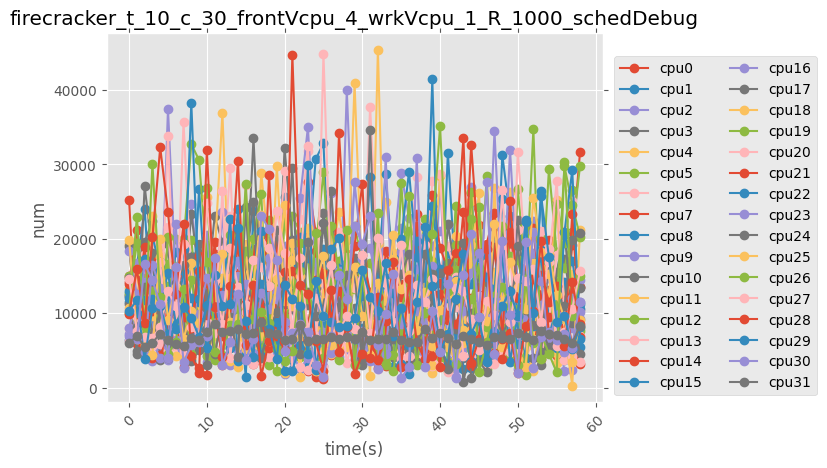 firecracker_t_10_c_30_frontVcpu_4_wrkVcpu_1_R_1000_schedDebug
num
40000
30000
20000
10000
0
0
10
20
30
40
50
60
time(s)
cpu0
cpu1
cpu2
cpu3
cpu4
cpu5
cpu6
cpu7
cpu8
cpu9
cpu10
cpu11
cpu12
cpu13
cpu14
cpu15
cpu16
cpu17
cpu18
cpu19
cpu20
cpu21
cpu22
cpu23
cpu24
cpu25
cpu26
cpu27
cpu28
cpu29
cpu30
cpu31